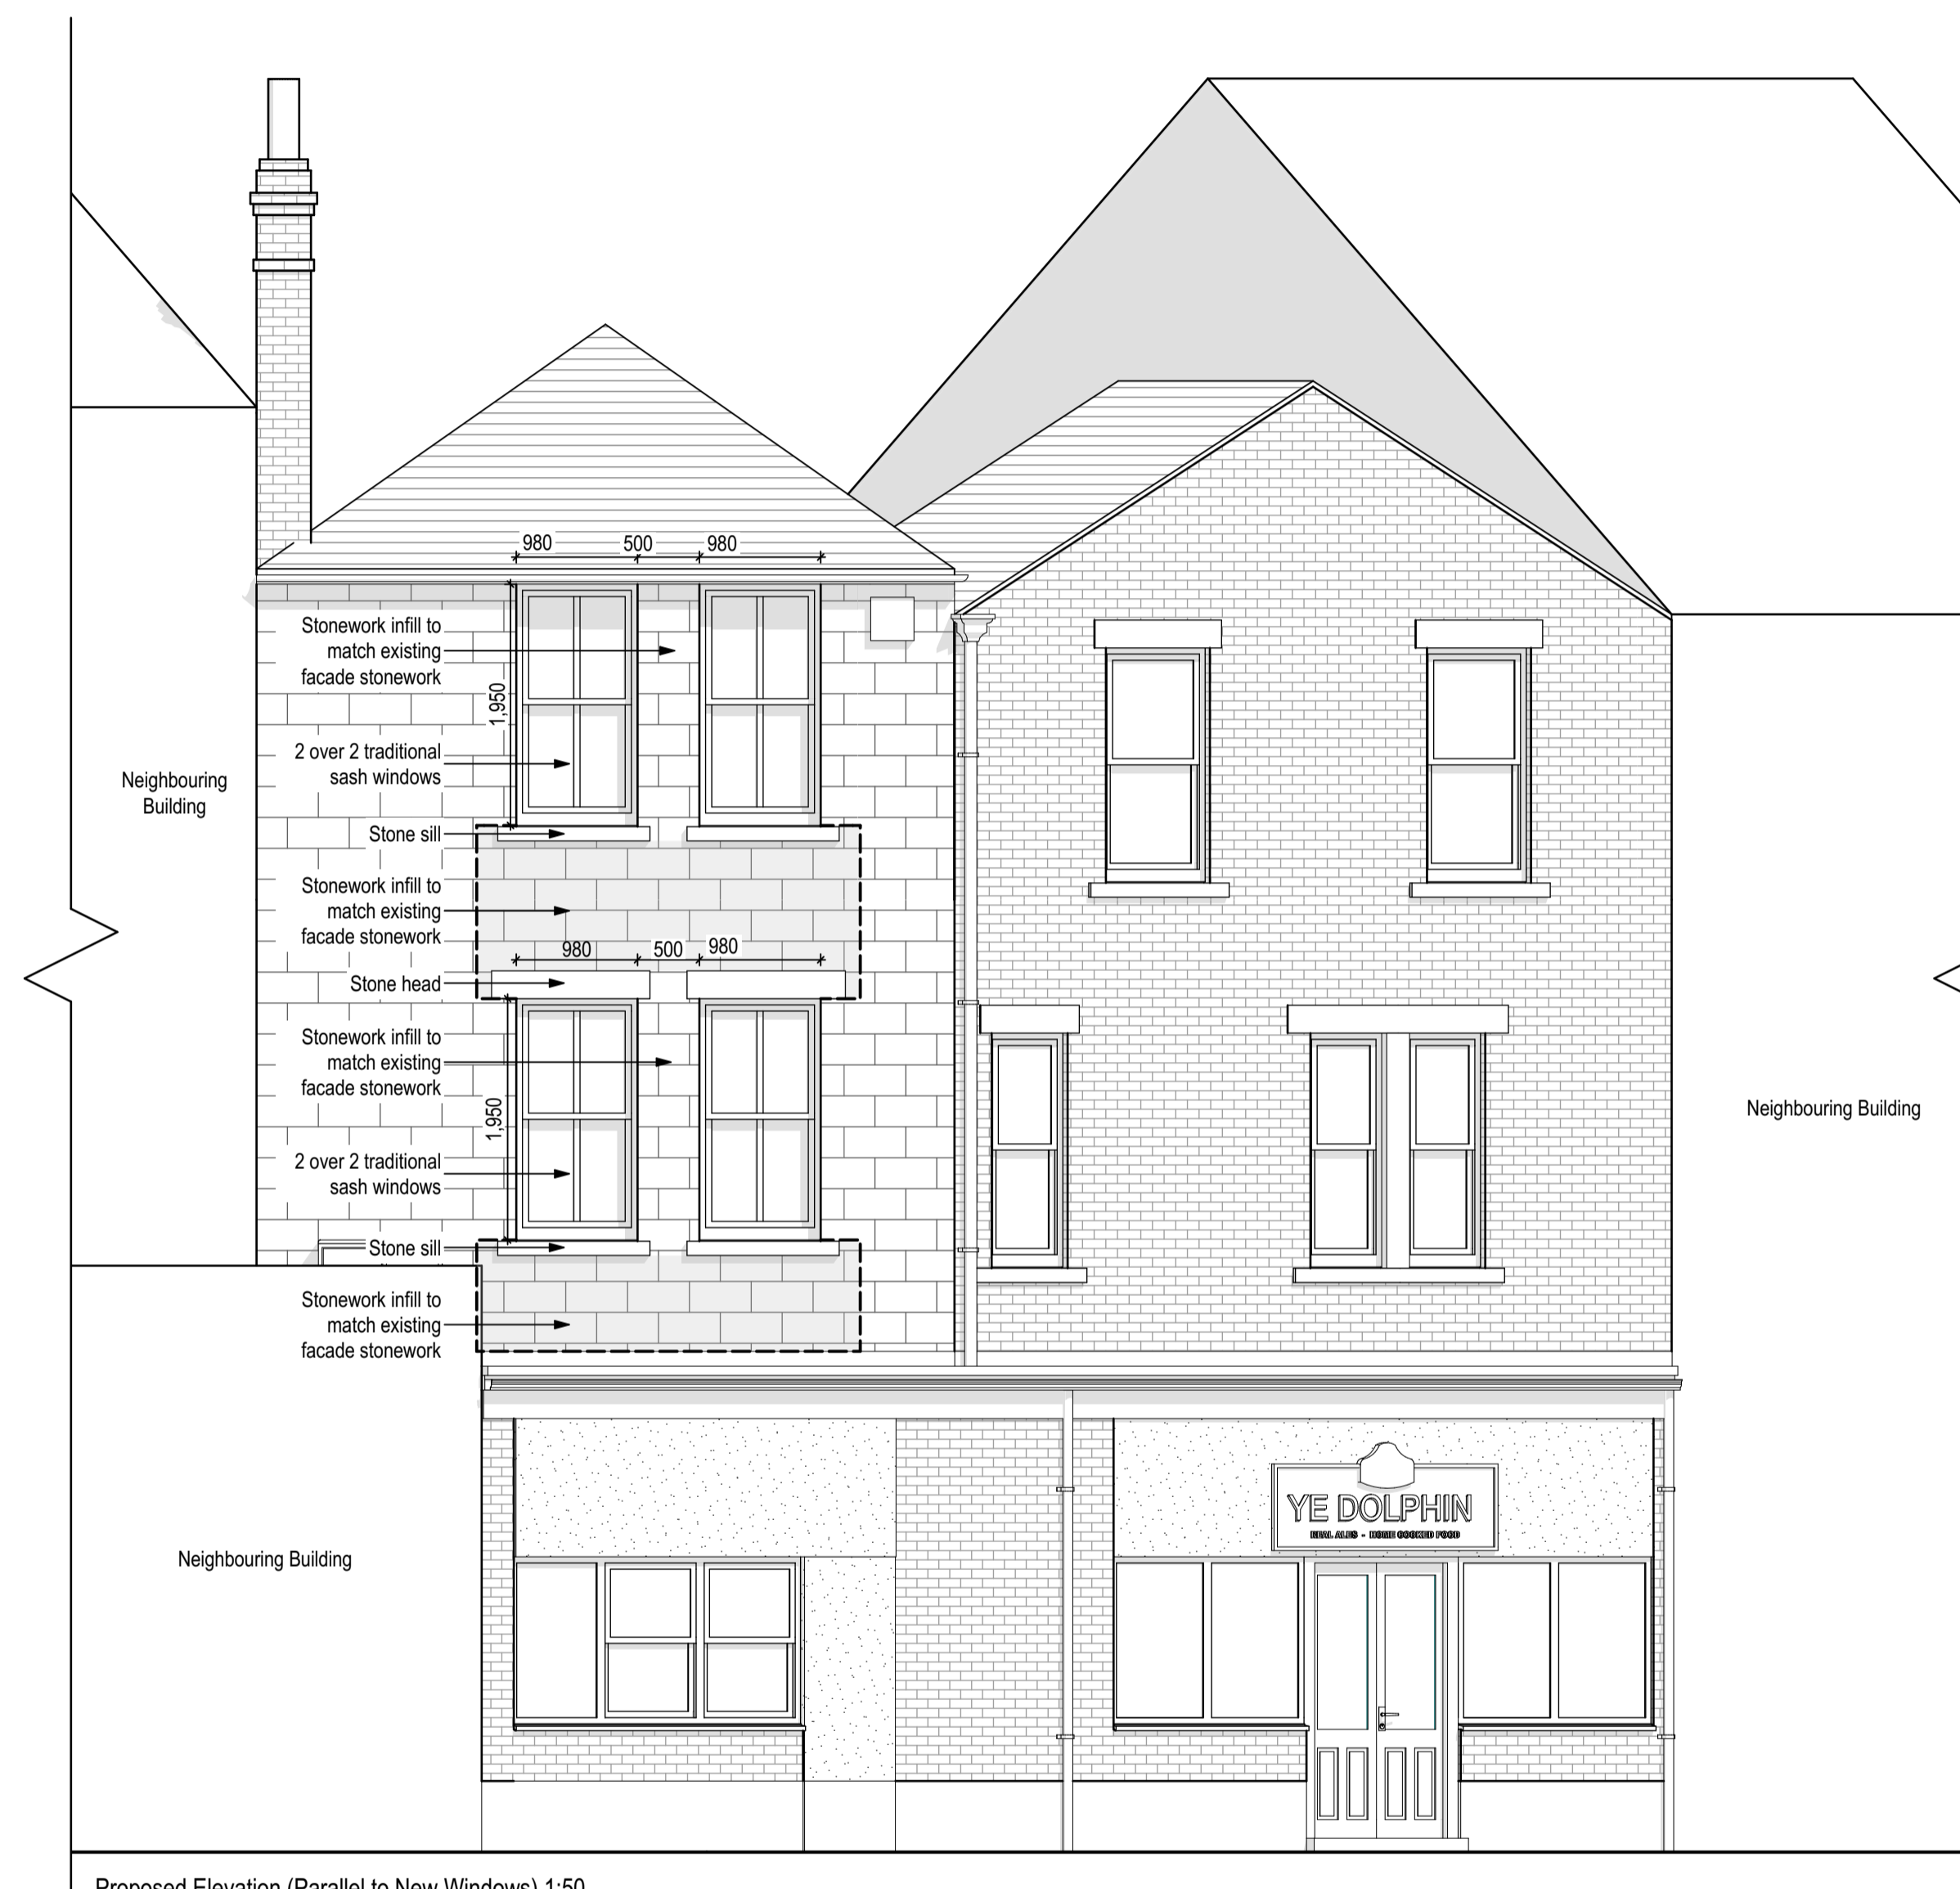 980 500 980
Stonework infill to
match existing
facade stonework
1,950
2 over 2 traditional
sash windows
Neighbouring
Building
Stone sill
Stonework infill to
match existing
facade stonework
980 500 980
Stone head
Stonework infill to
match existing
facade stonework
1,950
Neighbouring Building
2 over 2 traditional
sash windows
Stone sill
Stonework infill to
match existing
facade stonework
YE DOLPHIN
REAL ALES - HOME COOKED FOOD
Neighbouring Building
Proposed Elevation (Parallel to New Windows) 1:50